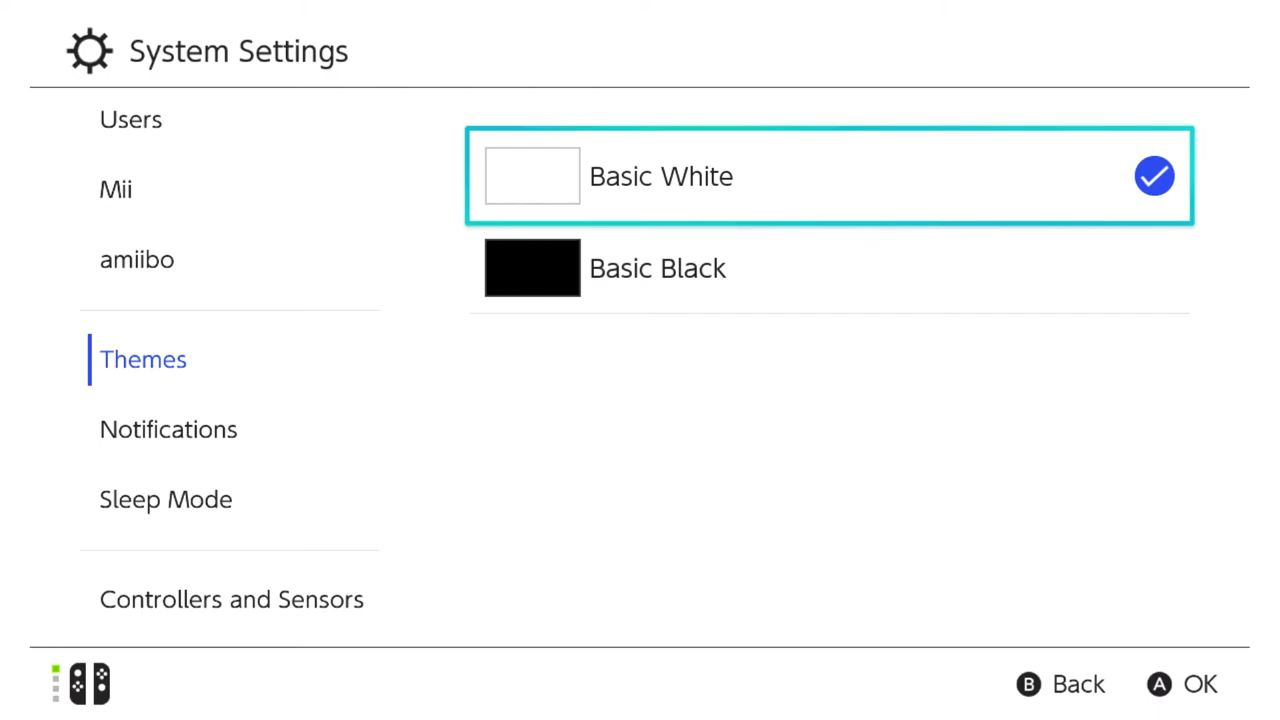 System Settings
Users
Mii
amiibo
Themes
Notifications
Sleep Mode
Controllers and Sensors
Basic White
Basic Black
B Back
A OK